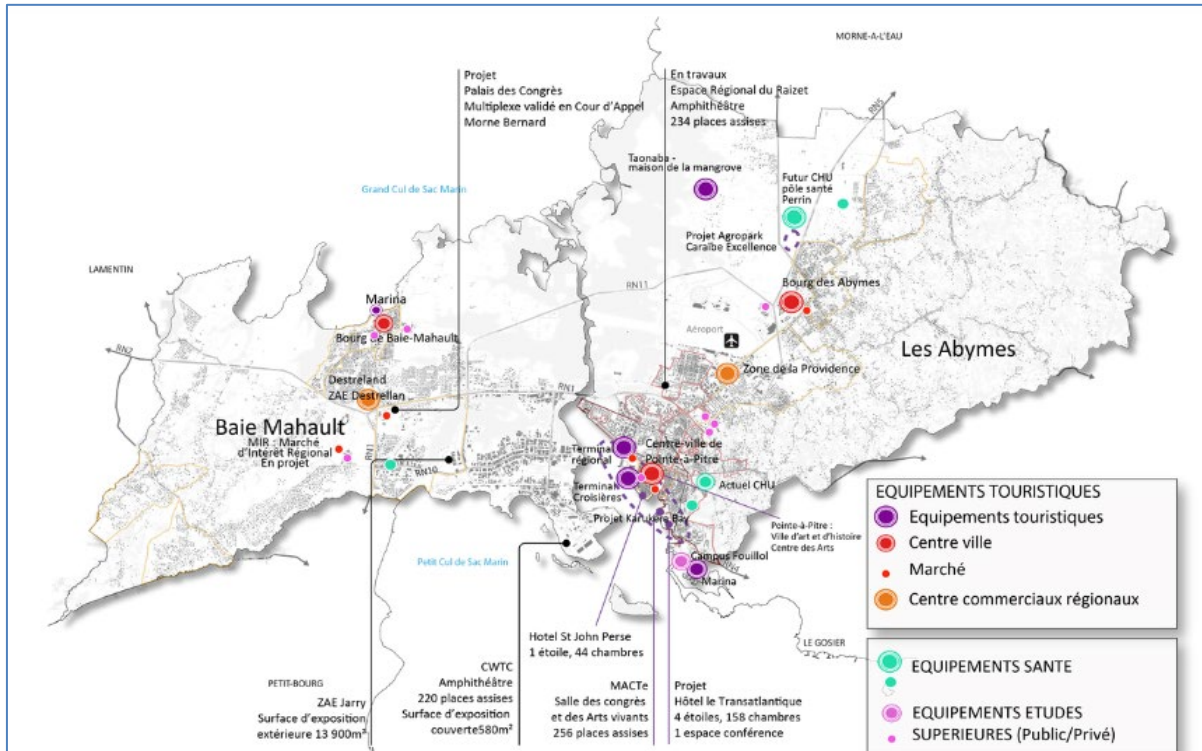 MORNE-A-L'EAU
Projet
Palais des Congrès
Multiplexe validé en Cour d'Appel
Morne Bernard
En travaux
Espace Régional du Raizet
Amphithéâtre
234 places assises
RN5
Taonaba -
maison de la mangrove
Grand Cul de Sac Marin
Futur CHU
pôle santé
Perrin
Projet Agropark
Caraïbe Excellence
LAMENTIN
RN11
Bourg des Abymes
Marina
Bourg de Baie-Mahault
Aéroport
RN2
Les Abymes
Zone de la Providence
Destreland
ZAE Destrellan
RN1
Baie Mahault
MIR : Marché
d'Intérêt Régional
En projet
RN1
RN10
Terminal
régional
Centre-ville de
Pointe-à-Pitre
Terminal
Croisières
Actuel CHU
Projet Karukera Bay
Pointe-à-Pitre :
Ville d'art et d'histoire
Centre des Arts
Petit Cul de Sac Marin
Campus Fouillol
RN4
Marina
LE GOSIER
Hotel St John Perse
1 étoile, 44 chambres
PETIT-BOURG
ZAE Jarry
Surface d'exposition
extérieure 13 900m²
CWTC
Amphithéâtre
220 places assises
Surface d'exposition
couverte580m²
MACTe
Salle des congrès
et des Arts vivants
256 places assises
Projet
Hôtel le Transatlantique
4 étoiles, 158 chambres
1 espace conférence
EQUIPEMENTS TOURISTIQUES
Equipements touristiques
Centre ville
Marché
Centre commerciaux régionaux
EQUIPEMENTS SANTE
EQUIPEMENTS ETUDES
SUPERIEURES (Public/Privé)